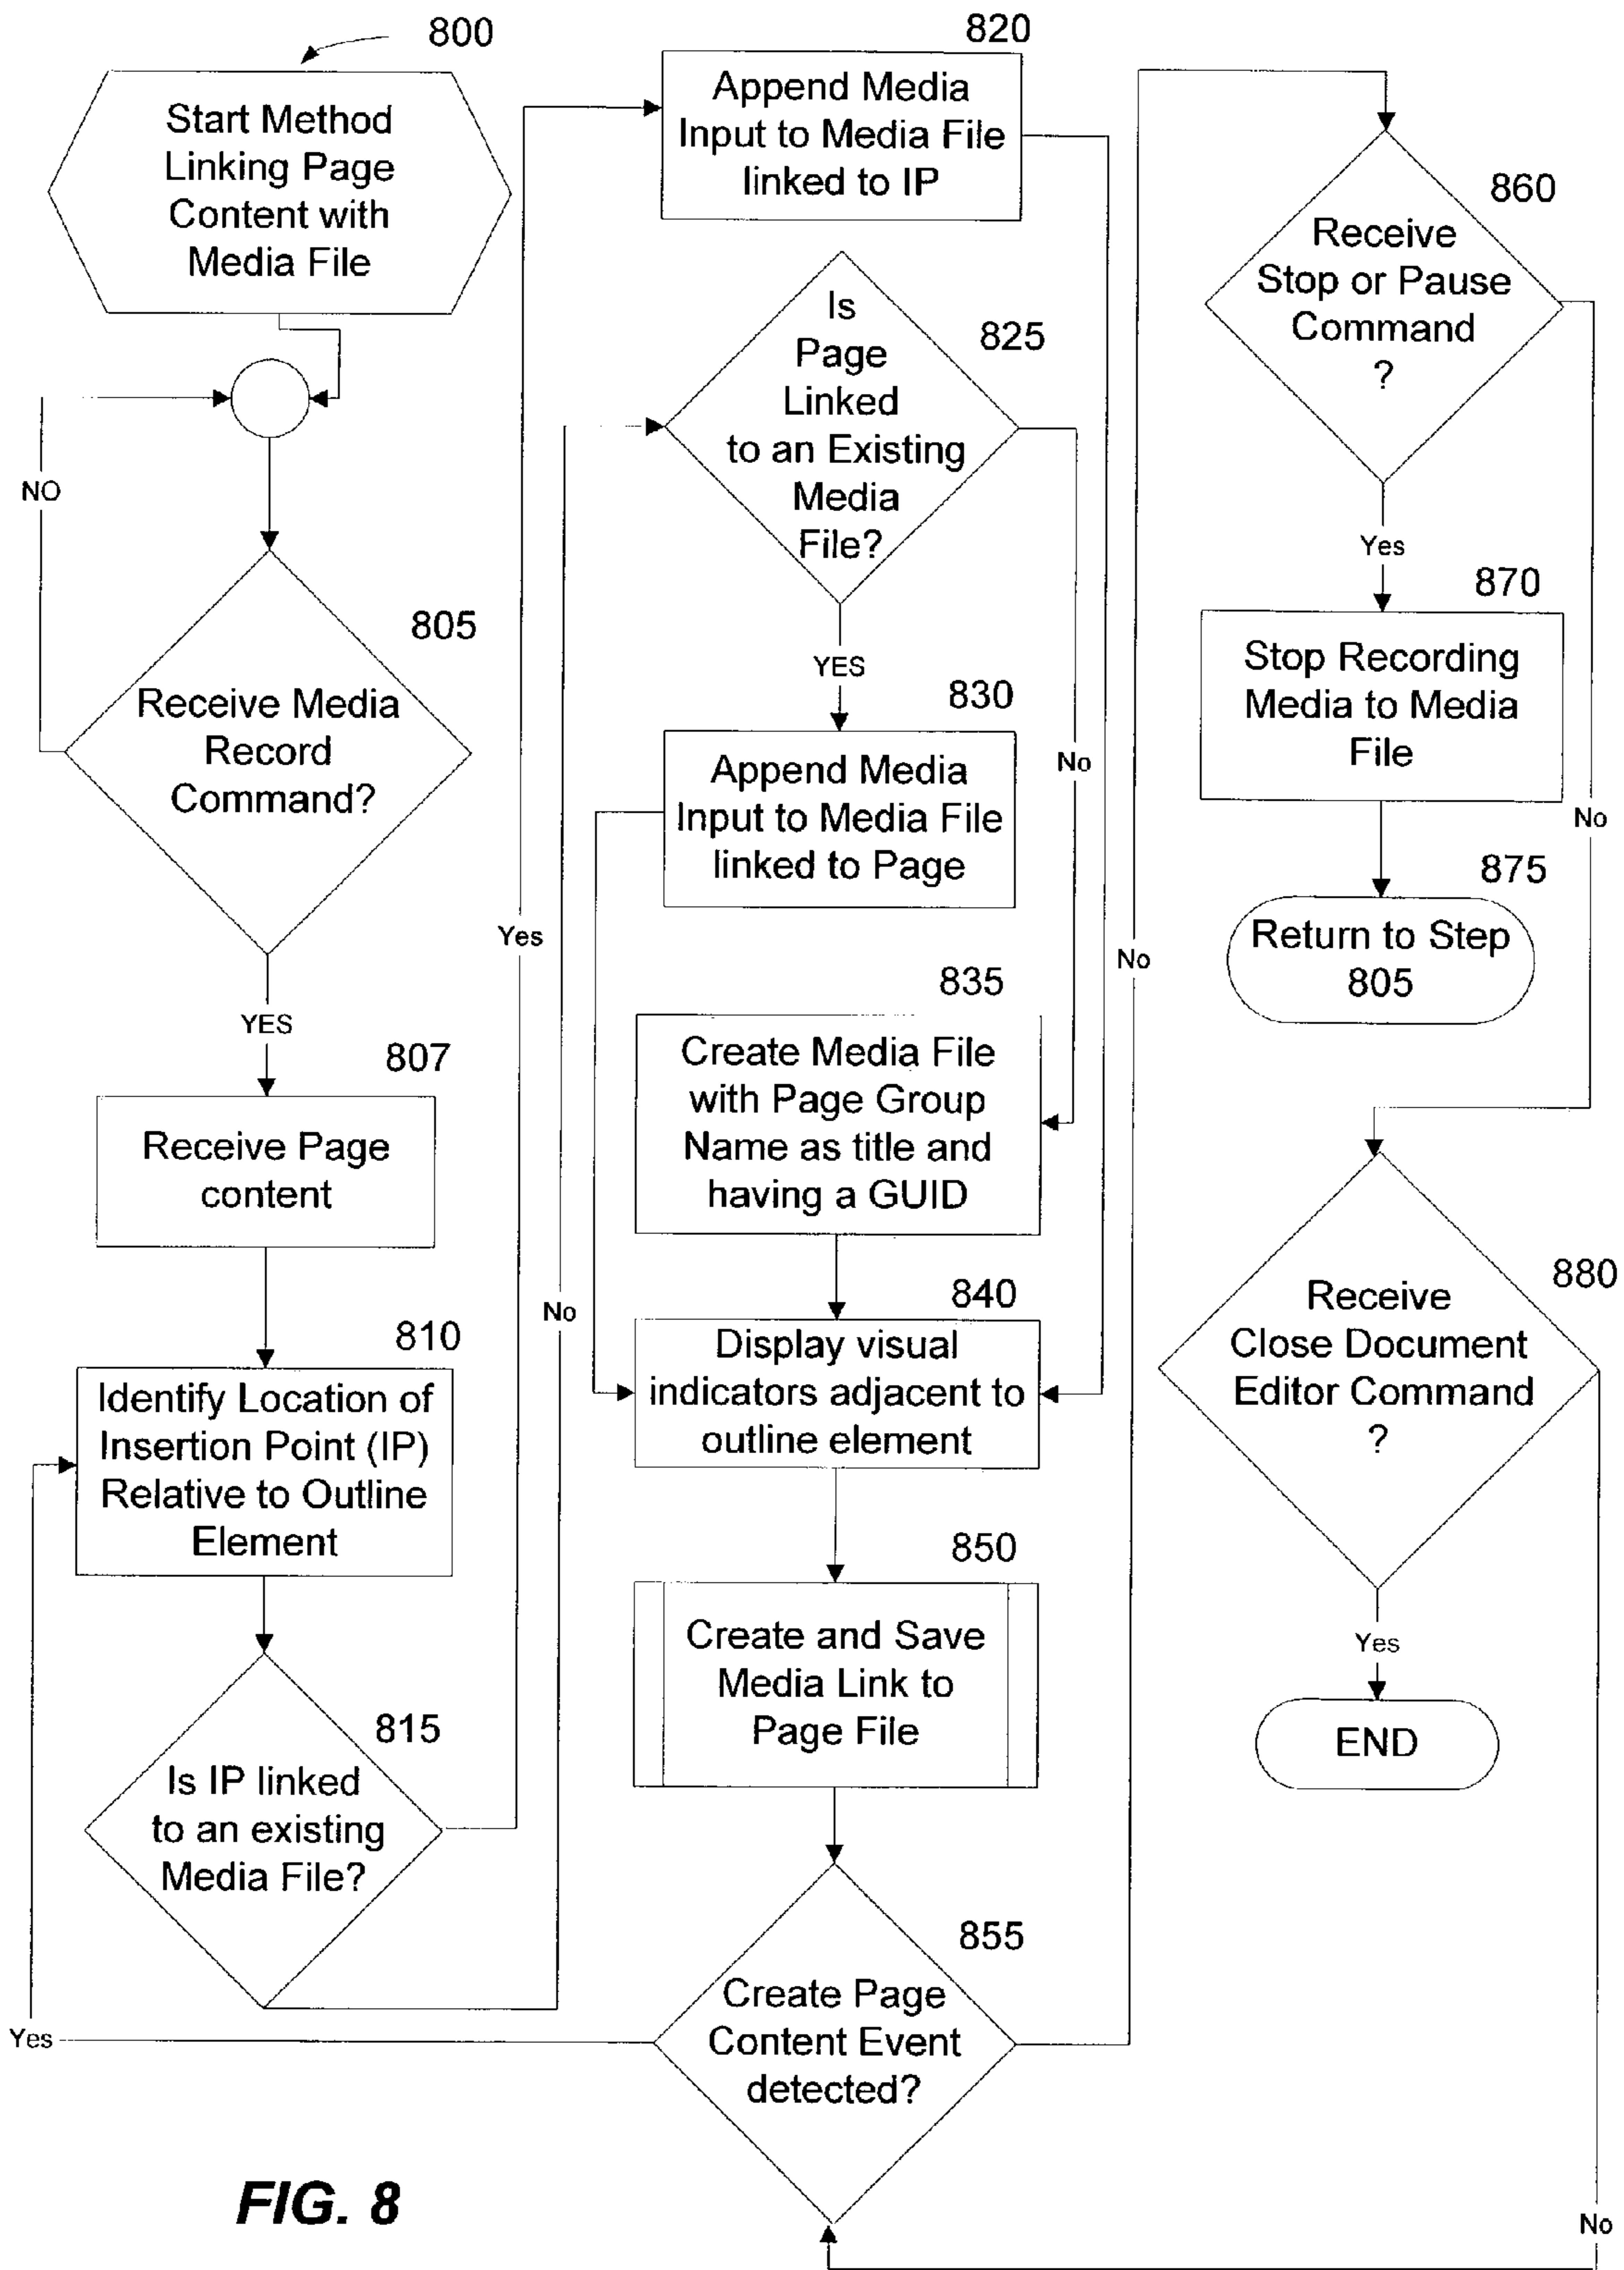 800
Start Method
Linking Page
Content with
Media File
NO
805
Receive Media
Record
Command?
YES
807
Receive Page
content
810
Identify Location of
Insertion Point (IP)
Relative to Outline
Element
815
Is IP linked
to an existing
Media File?
Yes
No
Yes
820
Append Media
Input to Media File
linked to IP
825
Is
Page
Linked
to an Existing
Media
File?
YES
No
830
Append Media
Input to Media File
linked to Page
835
Create Media File
with Page Group
Name as title and
having a GUID
840
Display visual
indicators adjacent to
outline element
850
Create and Save
Media Link to
Page File
855
Create Page
Content Event
detected?
No
860
Receive
Stop or Pause
Command
?
Yes
No
870
Stop Recording
Media to Media
File
875
Return to Step
805
880
Receive
Close Document
Editor Command
?
Yes
END
No
FIG. 8